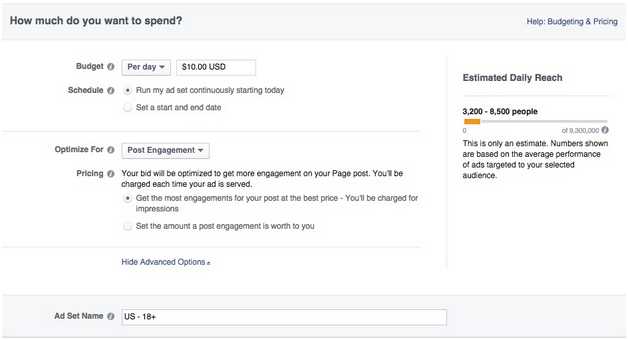 How much do you want to spend?
Help: Budgeting & Pricing
Budget
Per day
$10.00 USD
Schedule
Run my ad set continuously starting today
Set a start and end date
Optimize For
Post Engagement
Pricing
Your bid will be optimized to get more engagement on your Page post. You'll be
charged each time your ad is served.
Get the most engagements for your post at the best price - You'll be charged for
impressions
Set the amount a post engagement is worth to you
Hide Advanced Options
Estimated Daily Reach
3,200 - 8,500 people
0
of 9,300,000
This is only an estimate. Numbers shown
are based on the average performance
of ads targeted to your selected
audience.
Ad Set Name
US - 18+